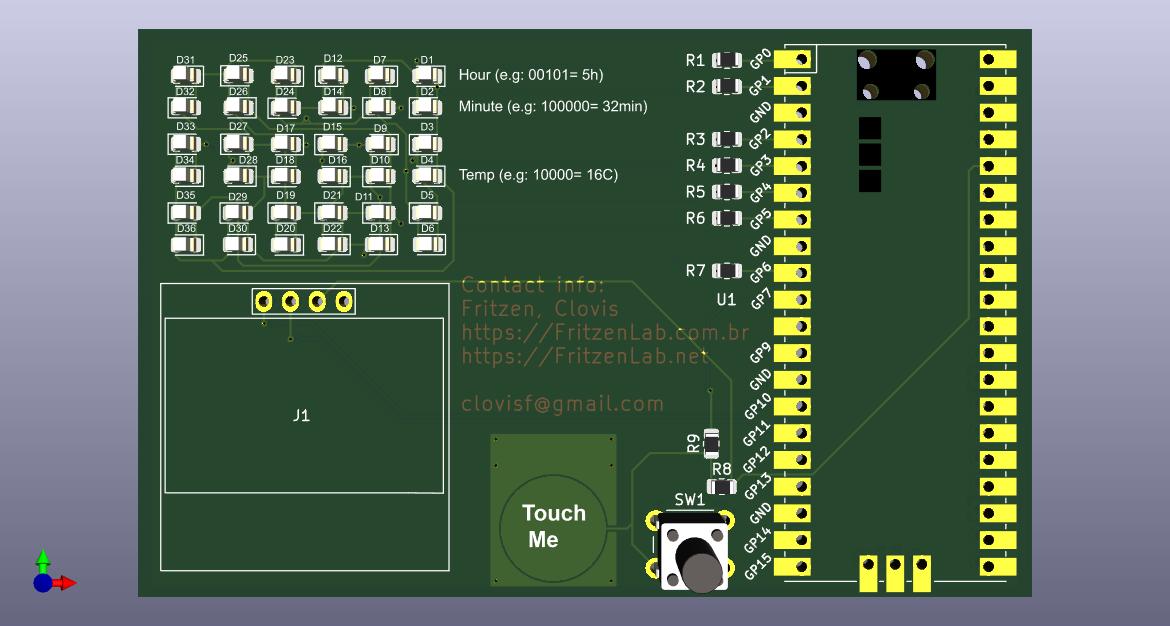 D31 D25 D23 D12 D7 D1
Hour (e.g: 00101= 5h)
D32 D26 D24 D14 D8 D2
Minute (e.g: 100000= 32min)
D33 D27 D17 D15 D9 D3
D34 D28 D18 D16 D10 D4
Temp (e.g: 10000= 16C)
D35 D29 D19 D21 D11 D5
D36 D30 D20 D22 D13 D6
R1 GP0
R2 GP1
GND
R3 GP2
R4 GP3
R5 GP4
R6 GP5
GND
R7 GP6
U1 GP7
GP9
GND
GP10
GP11
GP12
GP13
GND
GP14
GP15
Contact info:
Fritzen, Clovis
https://FritzenLab.com.br
https://FritzenLab.net
clovisf@gmail.com
J1
R9
R8
SW1
Touch
Me